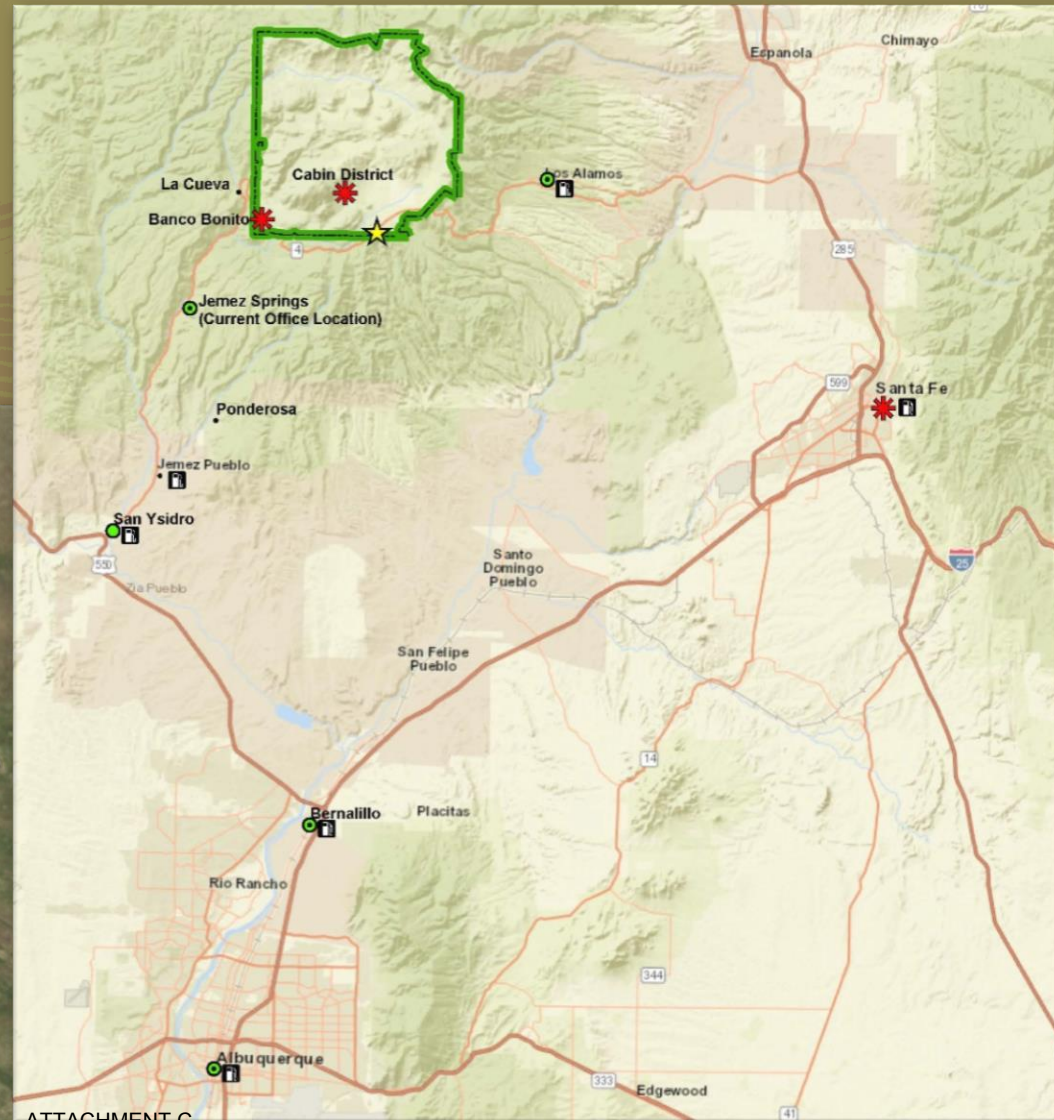 Chimayo
Espanola
Cabin District
La Cueva
Los Alamos
Banco Bonito
4
285
Jemez Springs
(Current Office Location)
599
Santa Fe
Ponderosa
Jemez Pueblo
San Ysidro
550
Zia Pueblo
Santo
Domingo
Pueblo
25
San Felipe
Pueblo
14
Bernalillo
Placitas
Rio Rancho
344
Albuquerque
333
Edgewood
41